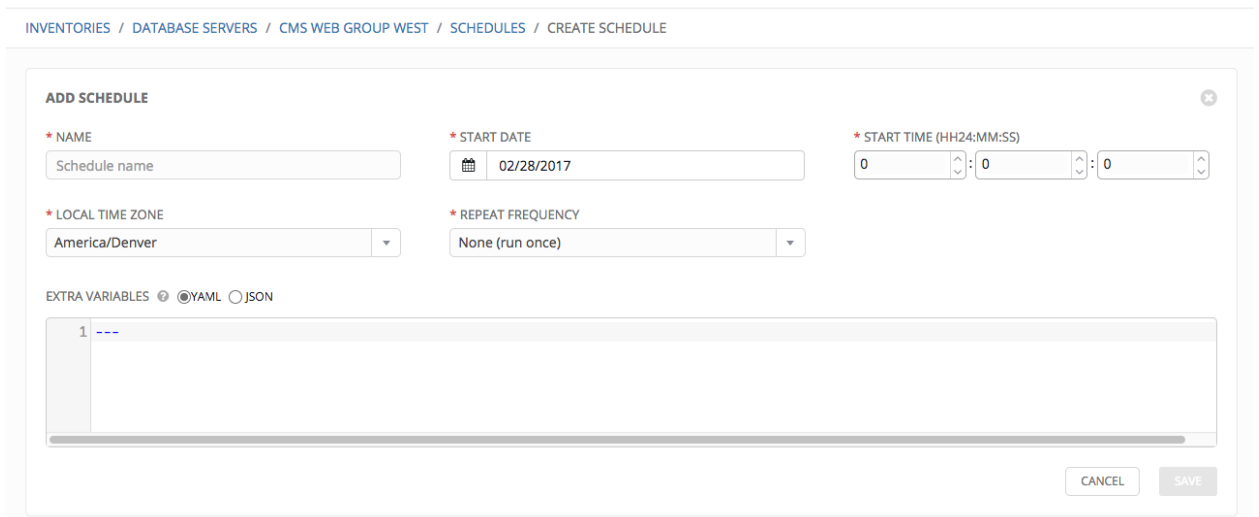 INVENTORIES / DATABASE SERVERS / CMS WEB GROUP WEST / SCHEDULES / CREATE SCHEDULE
ADD SCHEDULE
* NAME
Schedule name
* START DATE
02/28/2017
* START TIME (HH24:MM:SS)
0 : 0 : 0
* LOCAL TIME ZONE
America/Denver
* REPEAT FREQUENCY
None (run once)
EXTRA VARIABLES ? YAML JSON
1 ---
CANCEL SAVE